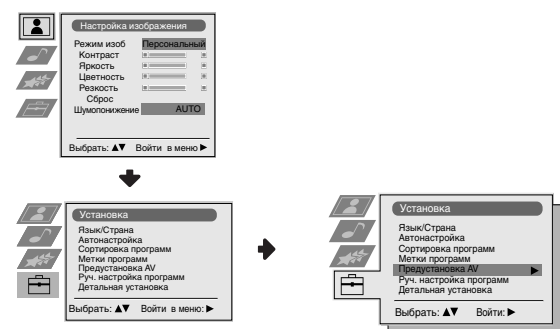 Настройка изображения
Режим изоб Персональный
Контраст
Яркость
Цветность
Резкость
Сброс
Шумопонижение AUTO
Выбрать: ▲▼ Войти в меню ▶
Установка
Язык/Страна
Автонастройка
Сортировка программ
Метки программ
Предустановка AV
Руч. настройка программ
Детальная установка
Выбрать: ▲▼ Войти в меню: ▶
Установка
Язык/Страна
Автонастройка
Сортировка программ
Метки программ
Предустановка AV ▶
Руч. настройка программ
Детальная установка
Выбрать: ▲▼ Войти: ▶